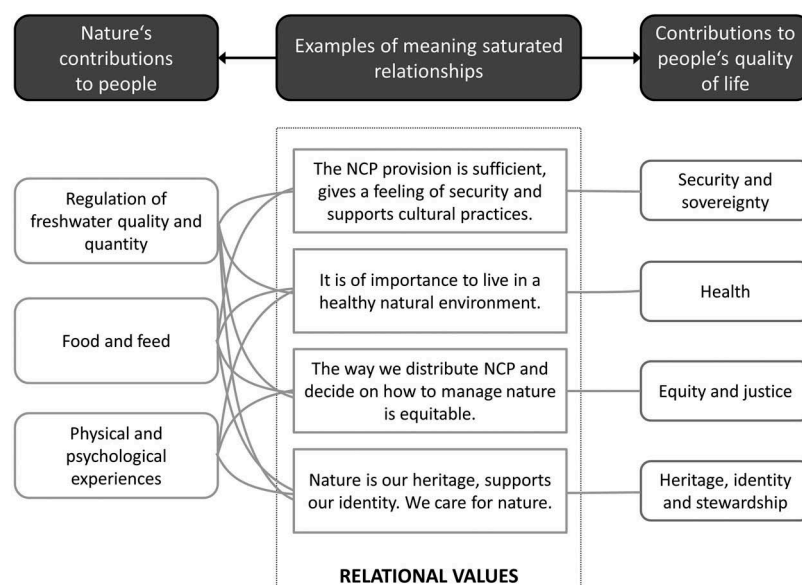 Nature‘s
contributions
to people
Examples of meaning saturated
relationships
Contributions to
people‘s quality
of life
Regulation of
freshwater quality and
quantity
Food and feed
Physical and
psychological
experiences
The NCP provision is sufficient,
gives a feeling of security and
supports cultural practices.
It is of importance to live in a
healthy natural environment.
The way we distribute NCP and
decide on how to manage nature
is equitable.
Nature is our heritage, supports
our identity. We care for nature.
RELATIONAL VALUES
Security and
sovereignty
Health
Equity and justice
Heritage, identity
and stewardship